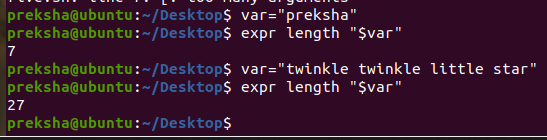 preksha@ubuntu:~/Desktop$ var="preksha"
preksha@ubuntu:~/Desktop$ expr length "$var"
7
preksha@ubuntu:~/Desktop$ var="twinkle twinkle little star"
preksha@ubuntu:~/Desktop$ expr length "$var"
27
preksha@ubuntu:~/Desktop$